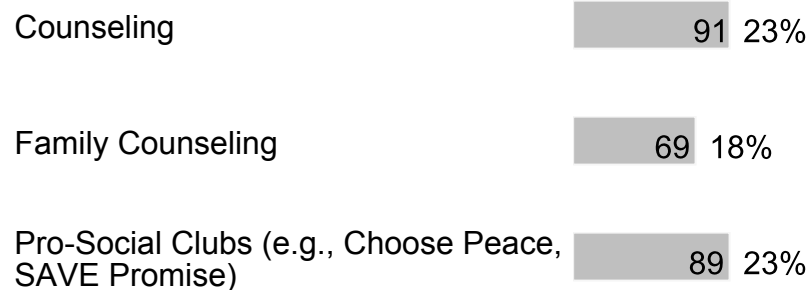 Counseling 91 23%
Family Counseling 69 18%
Pro-Social Clubs (e.g., Choose Peace,
SAVE Promise) 89 23%